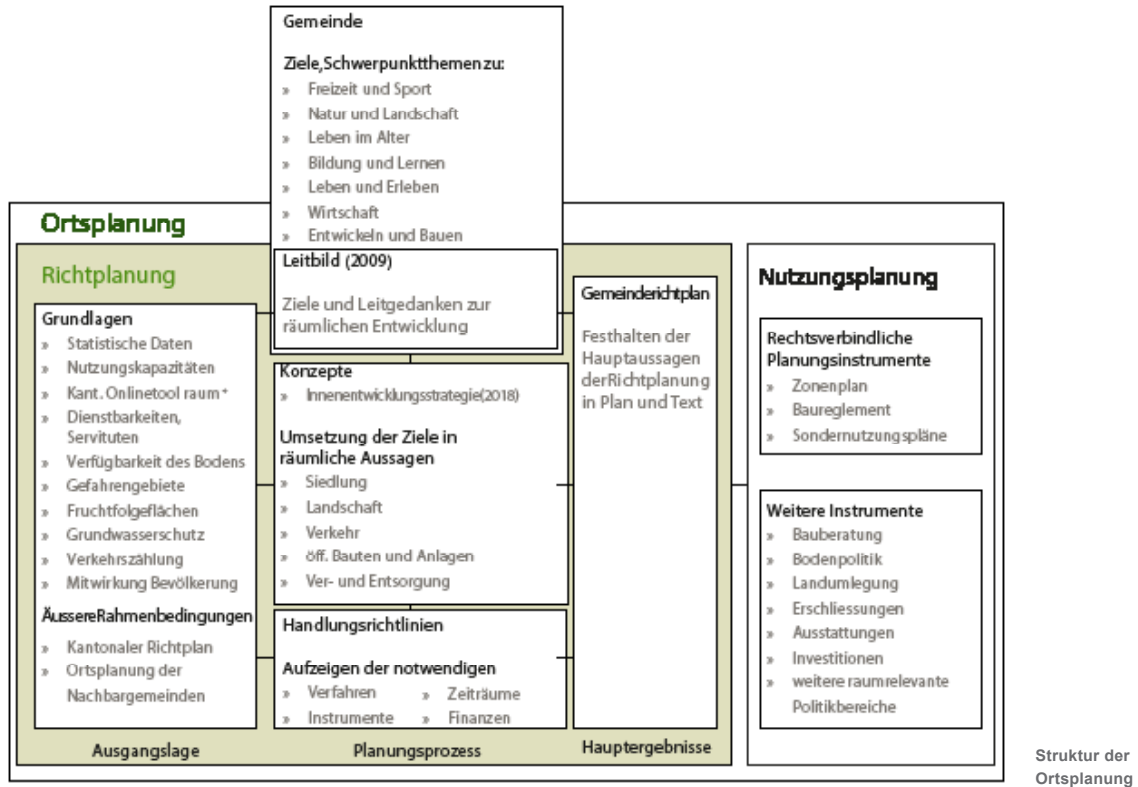 Gemeinde
Ziele,Schwerpunktthemenzu:
» Freizeit und Sport
» Natur und Landschaft
» Leben im Alter
» Bildung und Lernen
» Leben und Erleben
» Wirtschaft
» Entwickeln und Bauen
Ortsplanung
Richtplanung
Grundlagen
» Statistische Daten
» Nutzungskapazitäten
» Kant. Onlinetool raum+
» Dienstbarkeiten,
Servituten
» Verfügbarkeit des Bodens
» Gefahrengebiete
» Fruchtfolgeflächen
» Grundwasserschutz
» Verkehrszählung
» Mitwirkung Bevölkerung
ÄussereRahmenbedingungen
» Kantonaler Richtplan
» Ortsplanung der
Nachbargemeinden
Ausgangslage
Leitbild (2009)
Ziele und Leitgedanken zur
räumlichen Entwicklung
Konzepte
» Innenentwicklungsstrategie(2018)
Umsetzung der Ziele in
räumliche Aussagen
» Siedlung
» Landschaft
» Verkehr
» öff. Bauten und Anlagen
» Ver- und Entsorgung
Handlungsrichtlinien
Aufzeigen der notwendigen
» Verfahren » Zeiträume
» Instrumente » Finanzen
Planungsprozess
Gemeinderichtplan
Festhalten der
Hauptaussagen
derRichtplanung
in Plan und Text
Hauptergebnisse
Nutzungsplanung
Rechtsverbindliche
Planungsinstrumente
» Zonenplan
» Baureglement
» Sondernutzungspläne
Weitere Instrumente
» Bauberatung
» Bodenpolitik
» Landumlegung
» Erschliessungen
» Ausstattungen
» Investitionen
» weitere raumrelevante
Politikbereiche
Struktur der
Ortsplanung